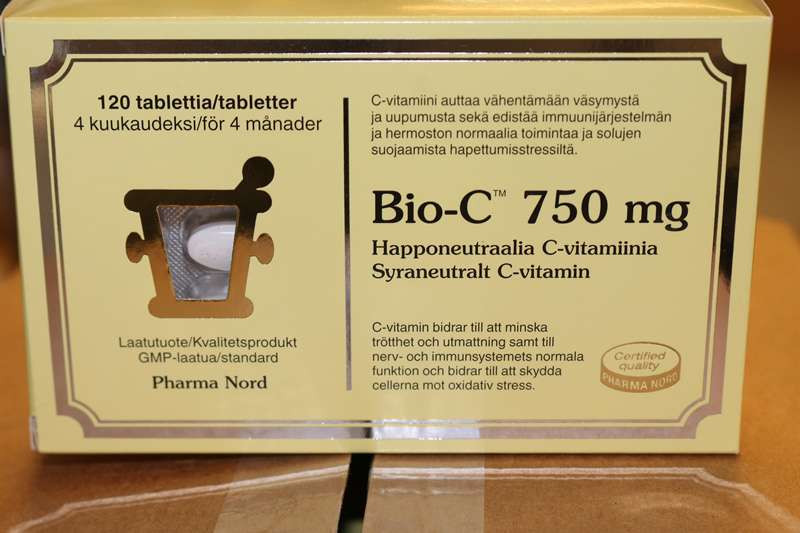 120 tablettia/tabletter
4 kuukaudeksi/för 4 månader
Laatutuote/Kvalitetsprodukt
GMP-laatua/standard
Pharma Nord
C-vitamiini auttaa vähentämään väsymystä
ja uupumusta sekä edistää immuunijärjestelmän
ja hermoston normaalia toimintaa ja solujen
suojaamista hapettumisstressiltä.
Bio-C™ 750 mg
Happoneutraalia C-vitamiinia
Syraneutralt C-vitamin
C-vitamin bidrar till att minska
trötthet och utmattning samt till
nerv- och immunsystemets normala
funktion och bidrar till att skydda
cellerna mot oxidativ stress.
Certified
quality
PHARMA NORD